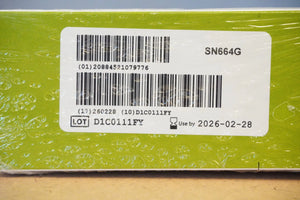 SN664G
(01)20884521079776
(17)260228 (10)D1C0111FY
LOT D1C0111FY Use by 2026-02-28